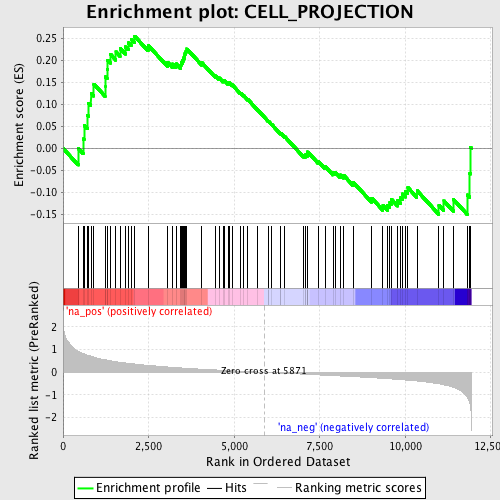 Enrichment plot: CELL_PROJECTION
Enrichment score (ES)
0.25
0.20
0.15
0.10
0.05
0.00
-0.05
-0.10
-0.15
'na_pos' (positively correlated)
Ranked list metric (PreRanked)
2
1
0
-1
-2
Zero cross at 5871
'na_neg' (negatively correlated)
0
2,500
5,000
7,500
10,000
12,500
Rank in Ordered Dataset
Enrichment profile
Hits
Ranking metric scores